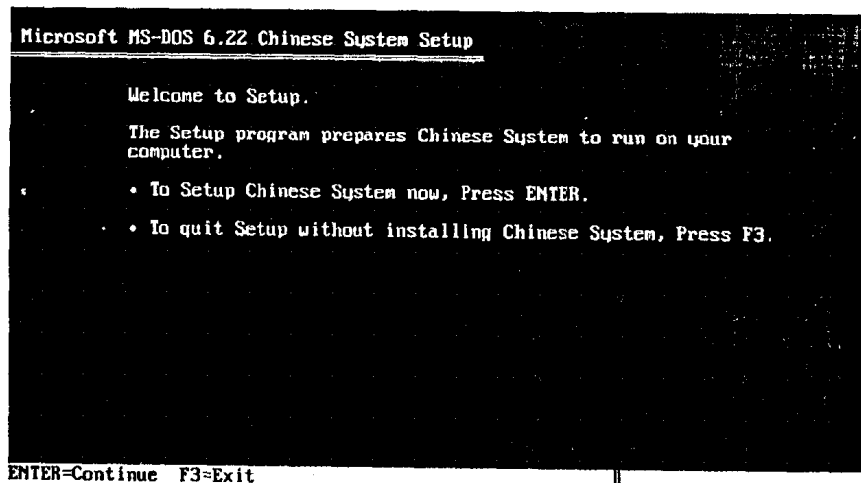 Microsoft MS-DOS 6.22 Chinese System Setup
Welcome to Setup.
The Setup program prepares Chinese System to run on your
computer.
• To Setup Chinese System now, Press ENTER.
• To quit Setup without installing Chinese System, Press F3.
ENTER=Continue F3=Exit